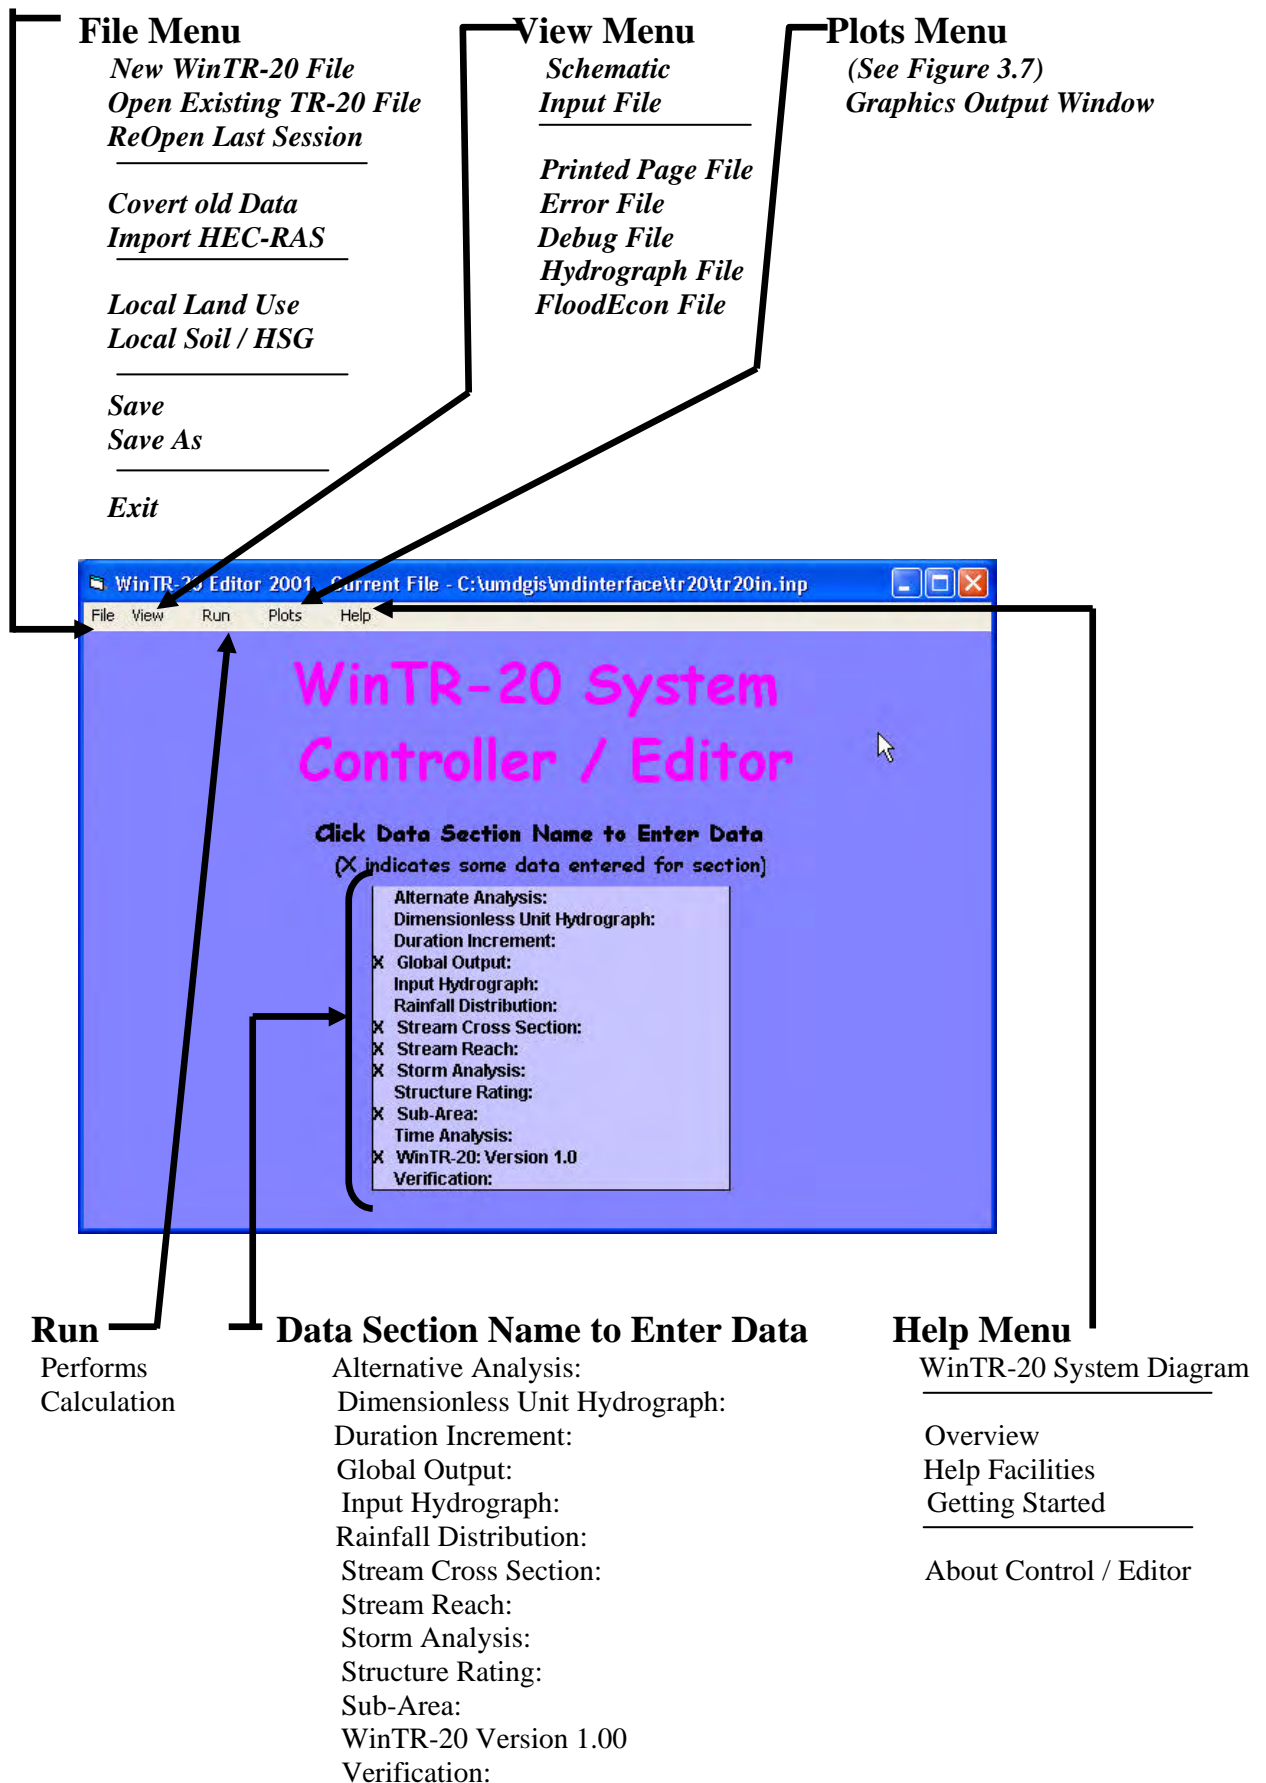 File Menu
New WinTR-20 File
Open Existing TR-20 File
ReOpen Last Session
Covert old Data
Import HEC-RAS
Local Land Use
Local Soil / HSG
Save
Save As
Exit
View Menu
Schematic
Input File
Printed Page File
Error File
Debug File
Hydrograph File
FloodEcon File
Plots Menu
(See Figure 3.7)
Graphics Output Window
WinTR-20 Editor 2001 Current File - C:\umdgis\mdinterface\tr20\tr20in.inp
File View Run Plots Help
WinTR-20 System
Controller / Editor
Click Data Section Name to Enter Data
(X indicates some data entered for section)
Alternate Analysis:
Dimensionless Unit Hydrograph:
Duration Increment:
X Global Output:
Input Hydrograph:
Rainfall Distribution:
X Stream Cross Section:
X Stream Reach:
X Storm Analysis:
Structure Rating:
X Sub-Area:
Time Analysis:
X WinTR-20: Version 1.0
Verification:
Run
Performs
Calculation
Data Section Name to Enter Data
Alternative Analysis:
Dimensionless Unit Hydrograph:
Duration Increment:
Global Output:
Input Hydrograph:
Rainfall Distribution:
Stream Cross Section:
Stream Reach:
Storm Analysis:
Structure Rating:
Sub-Area:
WinTR-20 Version 1.00
Verification:
Help Menu
WinTR-20 System Diagram
Overview
Help Facilities
Getting Started
About Control / Editor